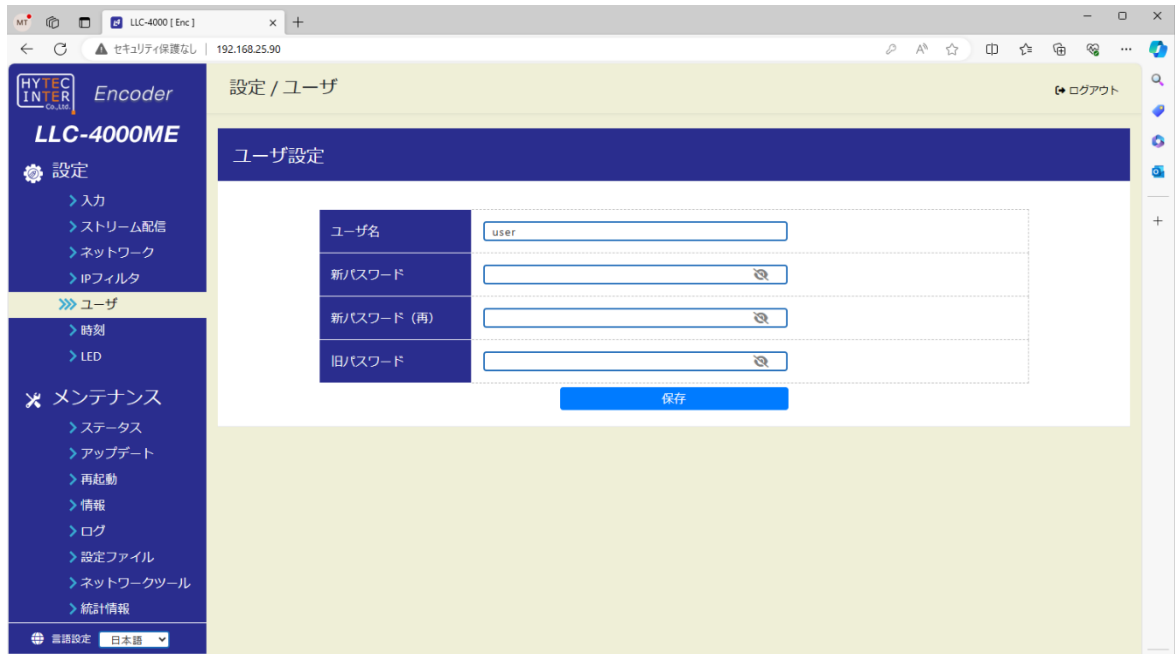 MT
LLC-4000 [ Enc ]
セキュリティ保護なし
192.168.25.90
HYTEC
INTER
Co.,Ltd.
Encoder
LLC-4000ME
設定
入力
ストリーム配信
ネットワーク
IPフィルタ
ユーザ
時刻
LED
メンテナンス
ステータス
アップデート
再起動
情報
ログ
設定ファイル
ネットワークツール
統計情報
言語設定 日本語
設定 / ユーザ
ログアウト
ユーザ設定
ユーザ名 user
新パスワード
新パスワード（再）
旧パスワード
保存